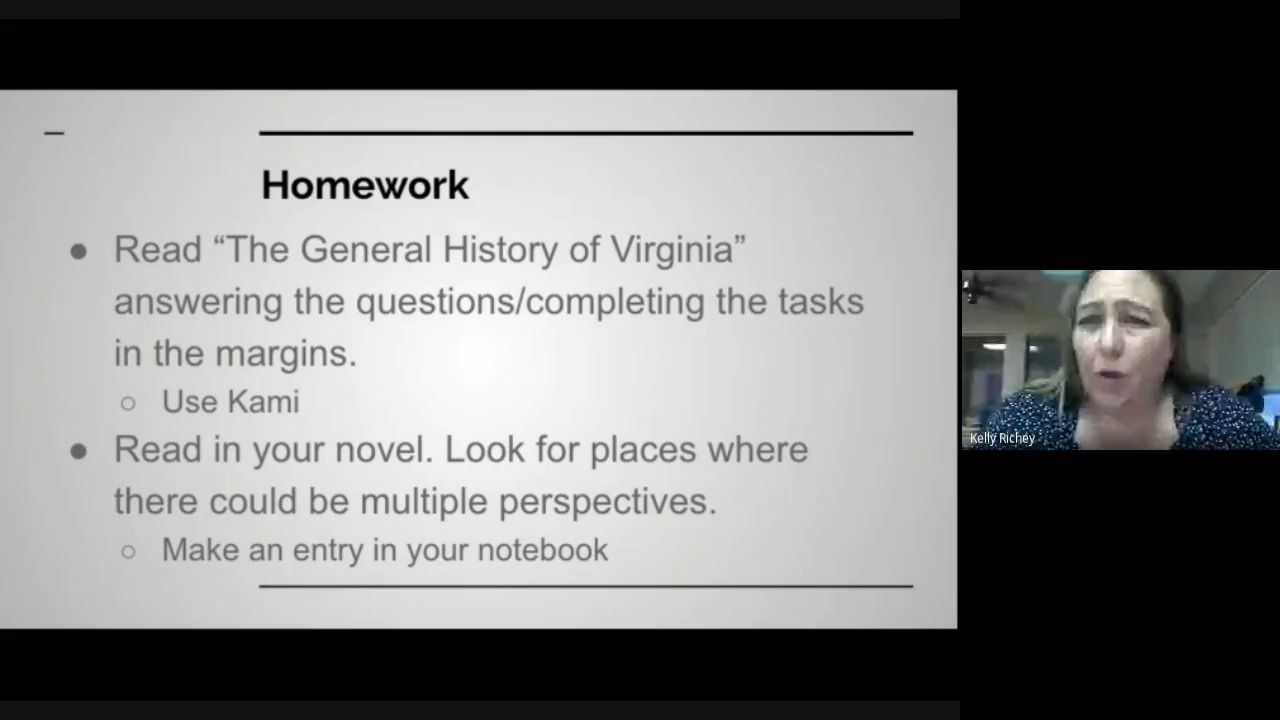 Homework
● Read “The General History of Virginia”
answering the questions/completing the tasks
in the margins.
○ Use Kami
● Read in your novel. Look for places where
there could be multiple perspectives.
○ Make an entry in your notebook
Kelly Richey